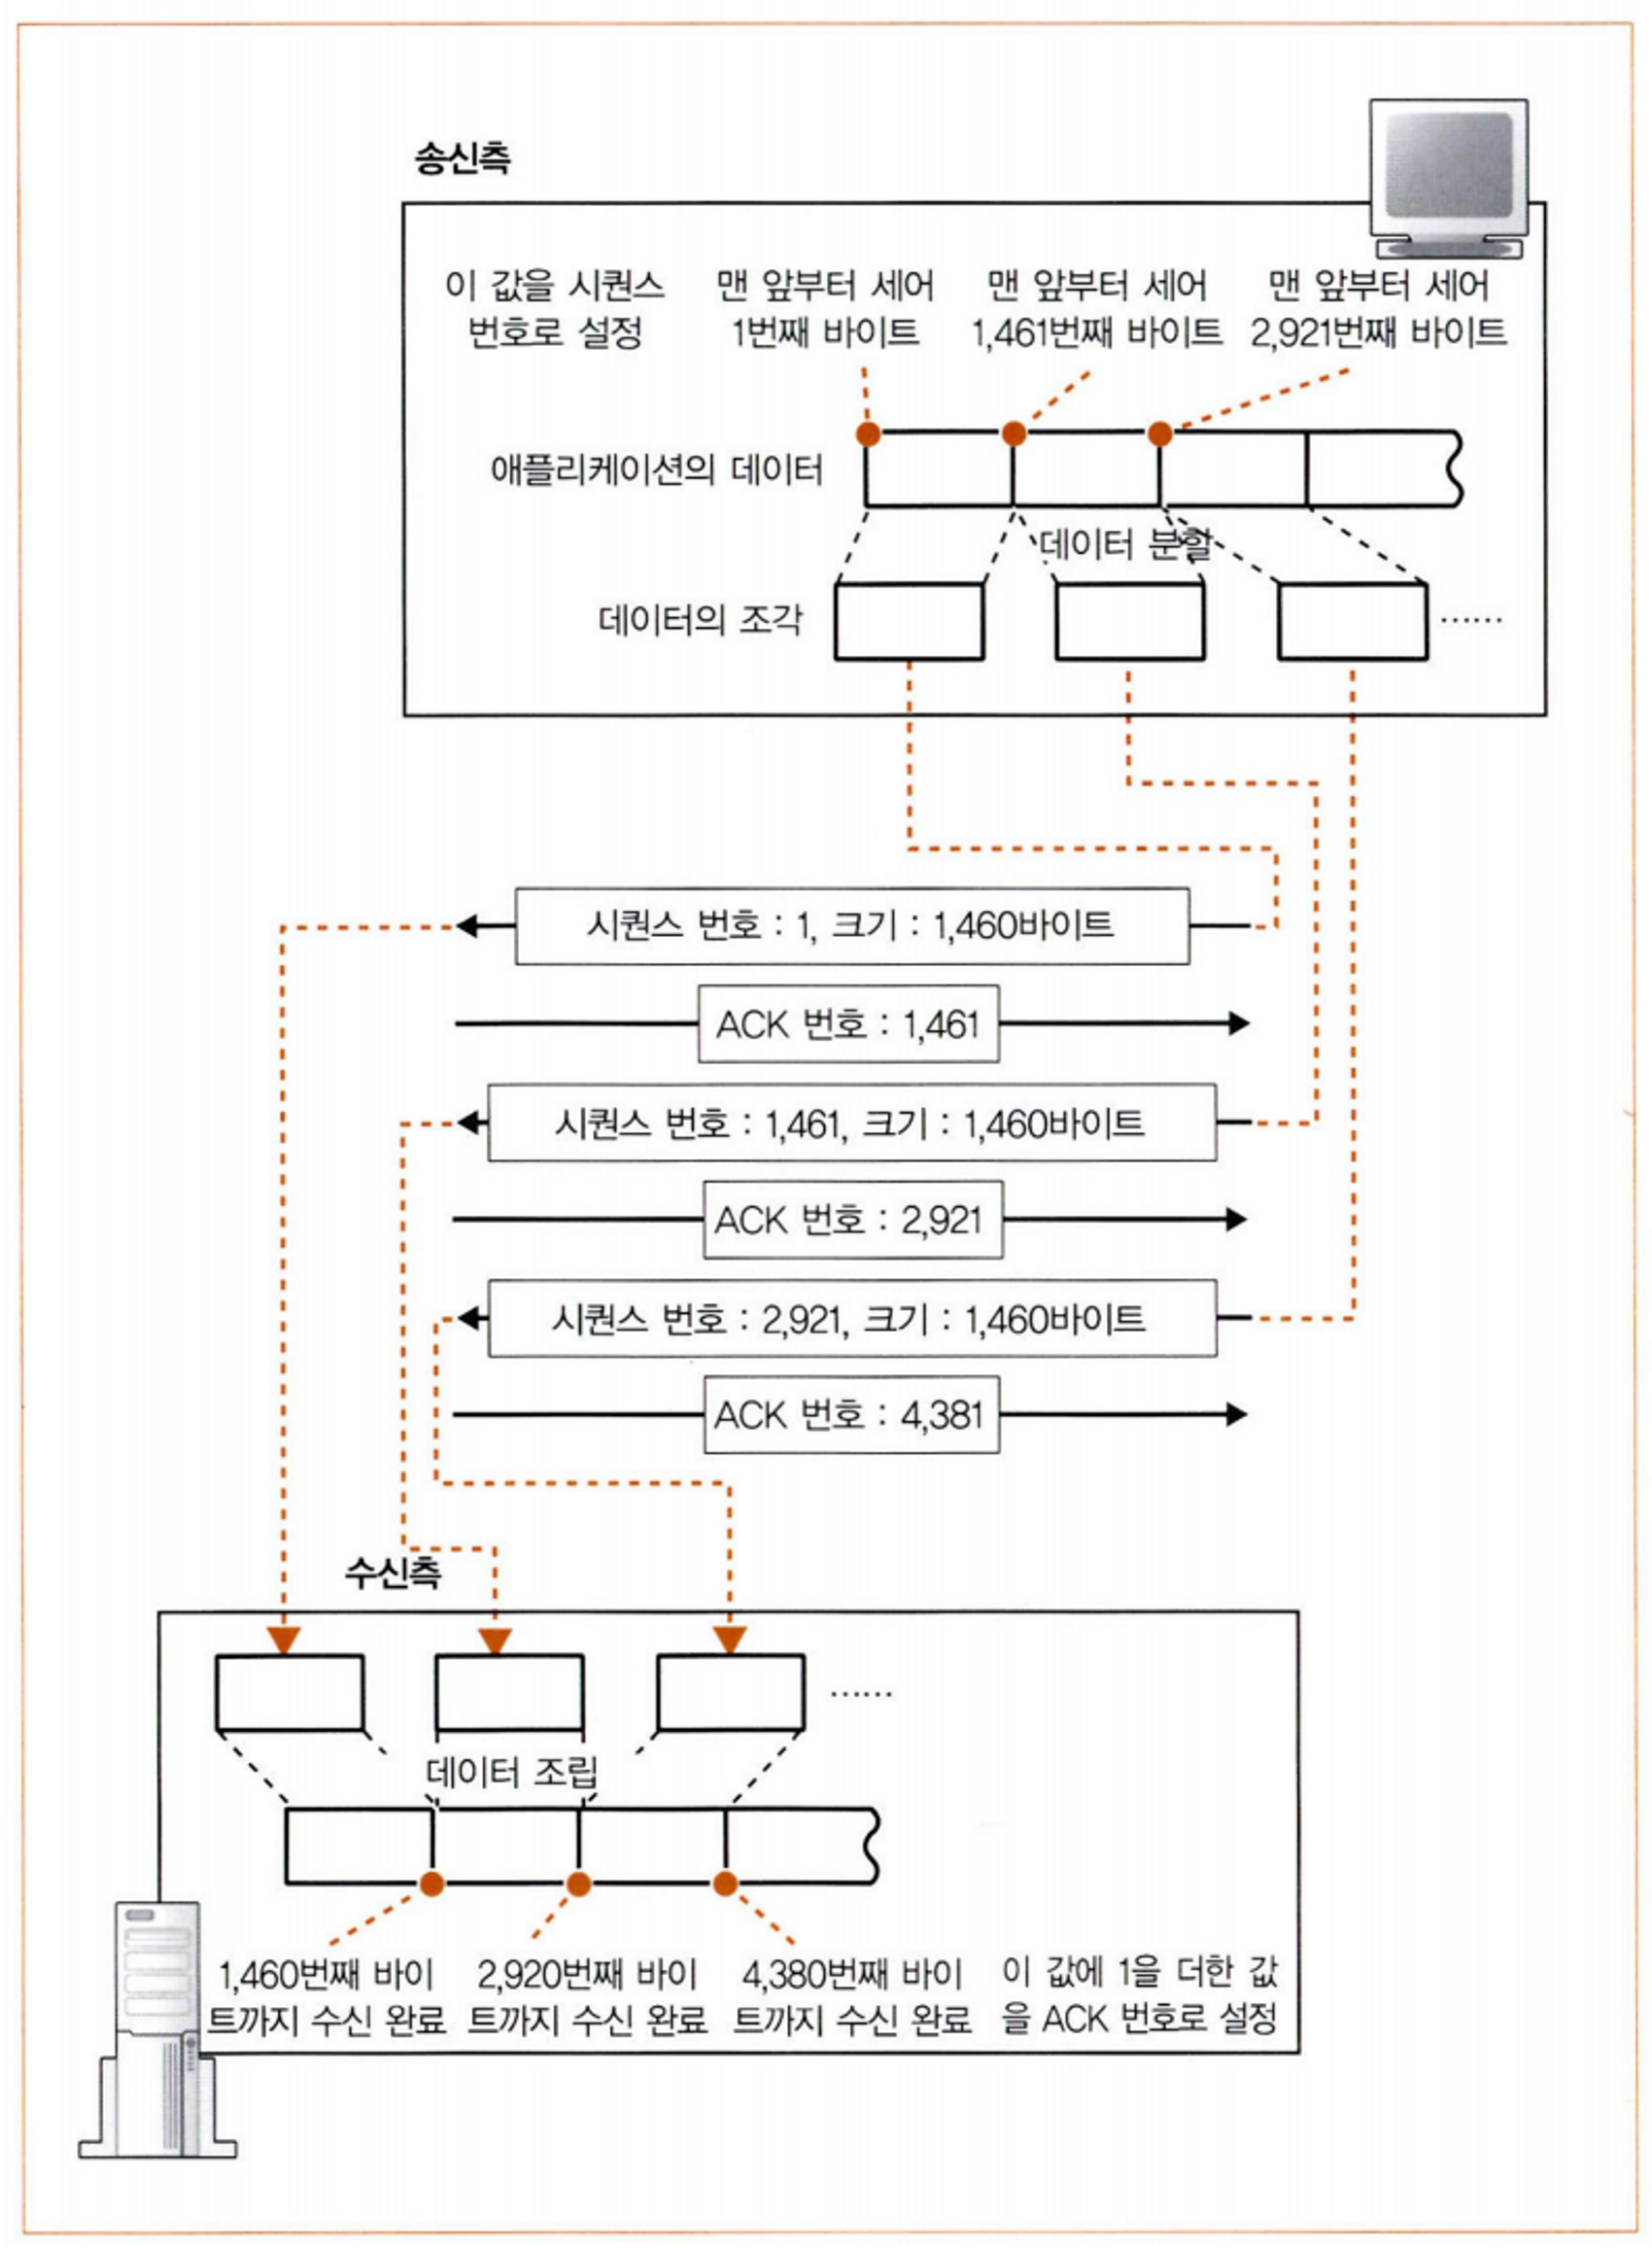 송신측
이 값을 시퀀스
번호로 설정
맨 앞부터 세어
1번째 바이트
맨 앞부터 세어
1,461번째 바이트
맨 앞부터 세어
2,921번째 바이트
애플리케이션의 데이터
데이터 분할
데이터의 조각
······
시퀀스 번호 : 1, 크기 : 1,460바이트
ACK 번호 : 1,461
시퀀스 번호 : 1,461, 크기 : 1,460바이트
ACK 번호 : 2,921
시퀀스 번호 : 2,921, 크기 : 1,460바이트
ACK 번호 : 4,381
수신측
······
데이터 조립
1,460번째 바이
트까지 수신 완료
2,920번째 바이
트까지 수신 완료
4,380번째 바이
트까지 수신 완료
이 값에 1을 더한 값
을 ACK 번호로 설정